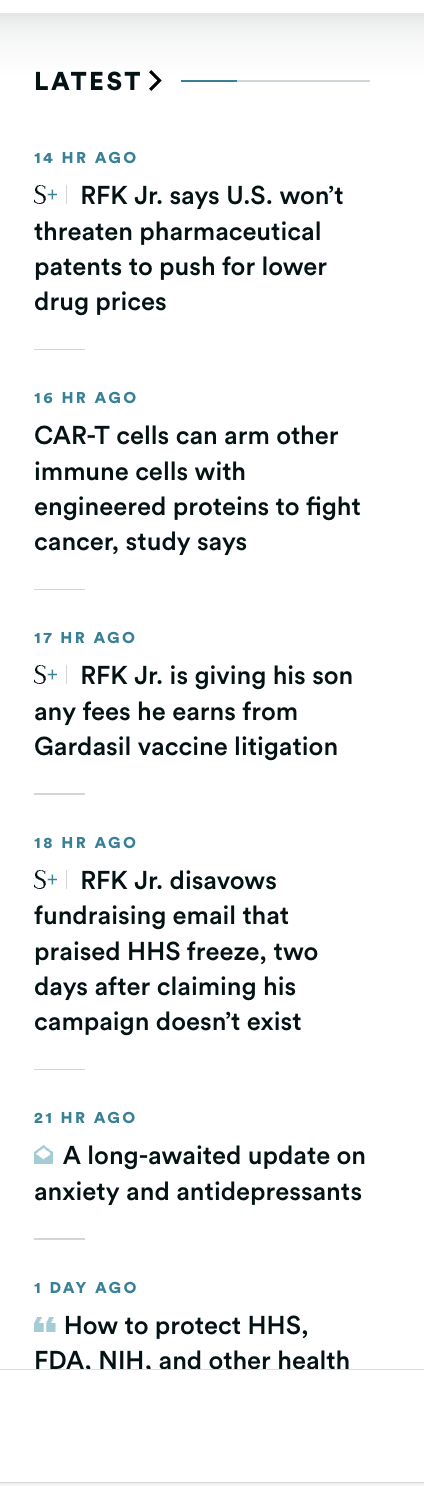 LATEST
14 HR AGO
S+ | RFK Jr. says U.S. won’t
threaten pharmaceutical
patents to push for lower
drug prices
16 HR AGO
CAR-T cells can arm other
immune cells with
engineered proteins to fight
cancer, study says
17 HR AGO
S+ | RFK Jr. is giving his son
any fees he earns from
Gardasil vaccine litigation
18 HR AGO
S+ | RFK Jr. disavows
fundraising email that
praised HHS freeze, two
days after claiming his
campaign doesn’t exist
21 HR AGO
A long-awaited update on
anxiety and antidepressants
1 DAY AGO
“ How to protect HHS,
FDA, NIH, and other health